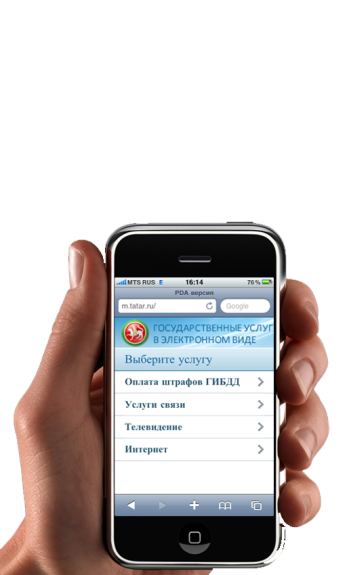 MTS RUS E 16:14 76%
PDA версия
m.tatar.ru/ Google
ГОСУДАРСТВЕННЫЕ УСЛУГ
В ЭЛЕКТРОННОМ ВИДЕ
Выберите услугу
Оплата штрафов ГИБДД
Услуги связи
Телевидение
Интернет